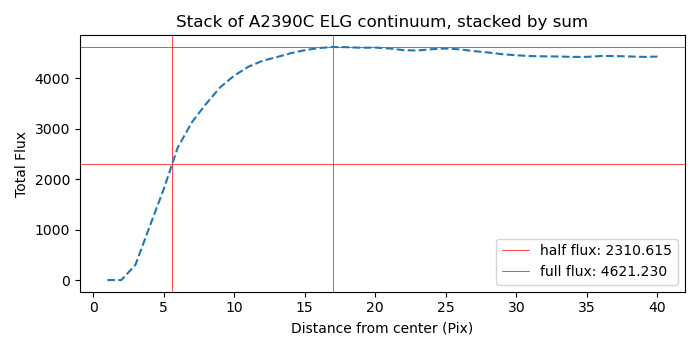 Stack of A2390C ELG continuum, stacked by sum
Total Flux
4000
3000
2000
1000
0
half flux: 2310.615
full flux: 4621.230
0 5 10 15 20 25 30 35 40
Distance from center (Pix)